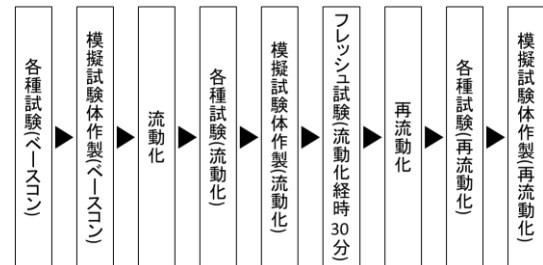 各種試験(ベースコン)
模擬試験体作製(ベースコン)
流動化
各種試験(流動化)
模擬試験体作製(流動化)
フレッシュ試験(流動化経時30分)
再流動化
各種試験(再流動化)
模擬試験体作製(再流動化)